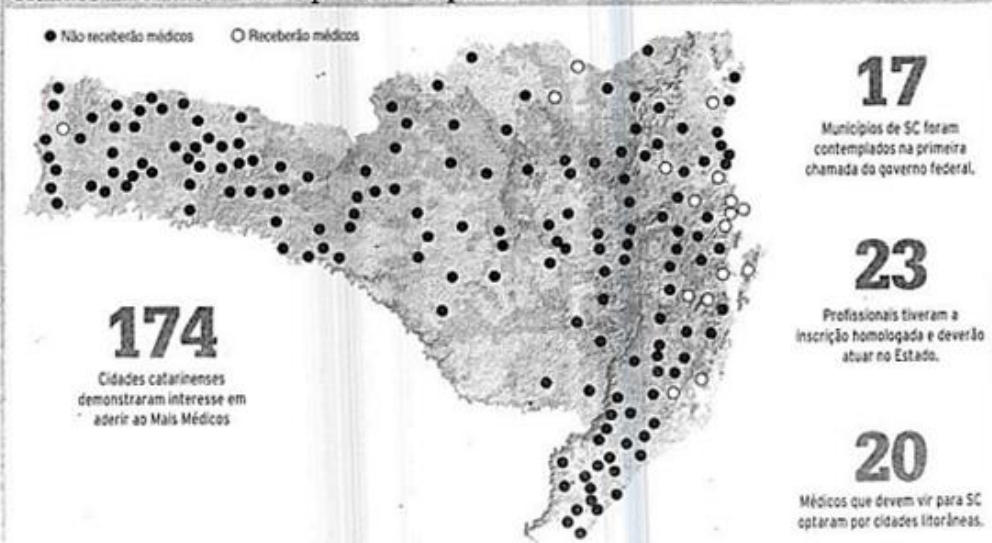 Não receberão médicos
Receberão médicos
17
Municípios de SC foram
contemplados na primeira
chamada do governo federal.
23
Profissionais tiveram a
inscrição homologada e deverão
atuar no Estado.
174
Cidades catarinenses
demonstraram interesse em
aderir ao Mais Médicos
20
Médicos que devem vir para SC
optaram por cidades litorâneas.